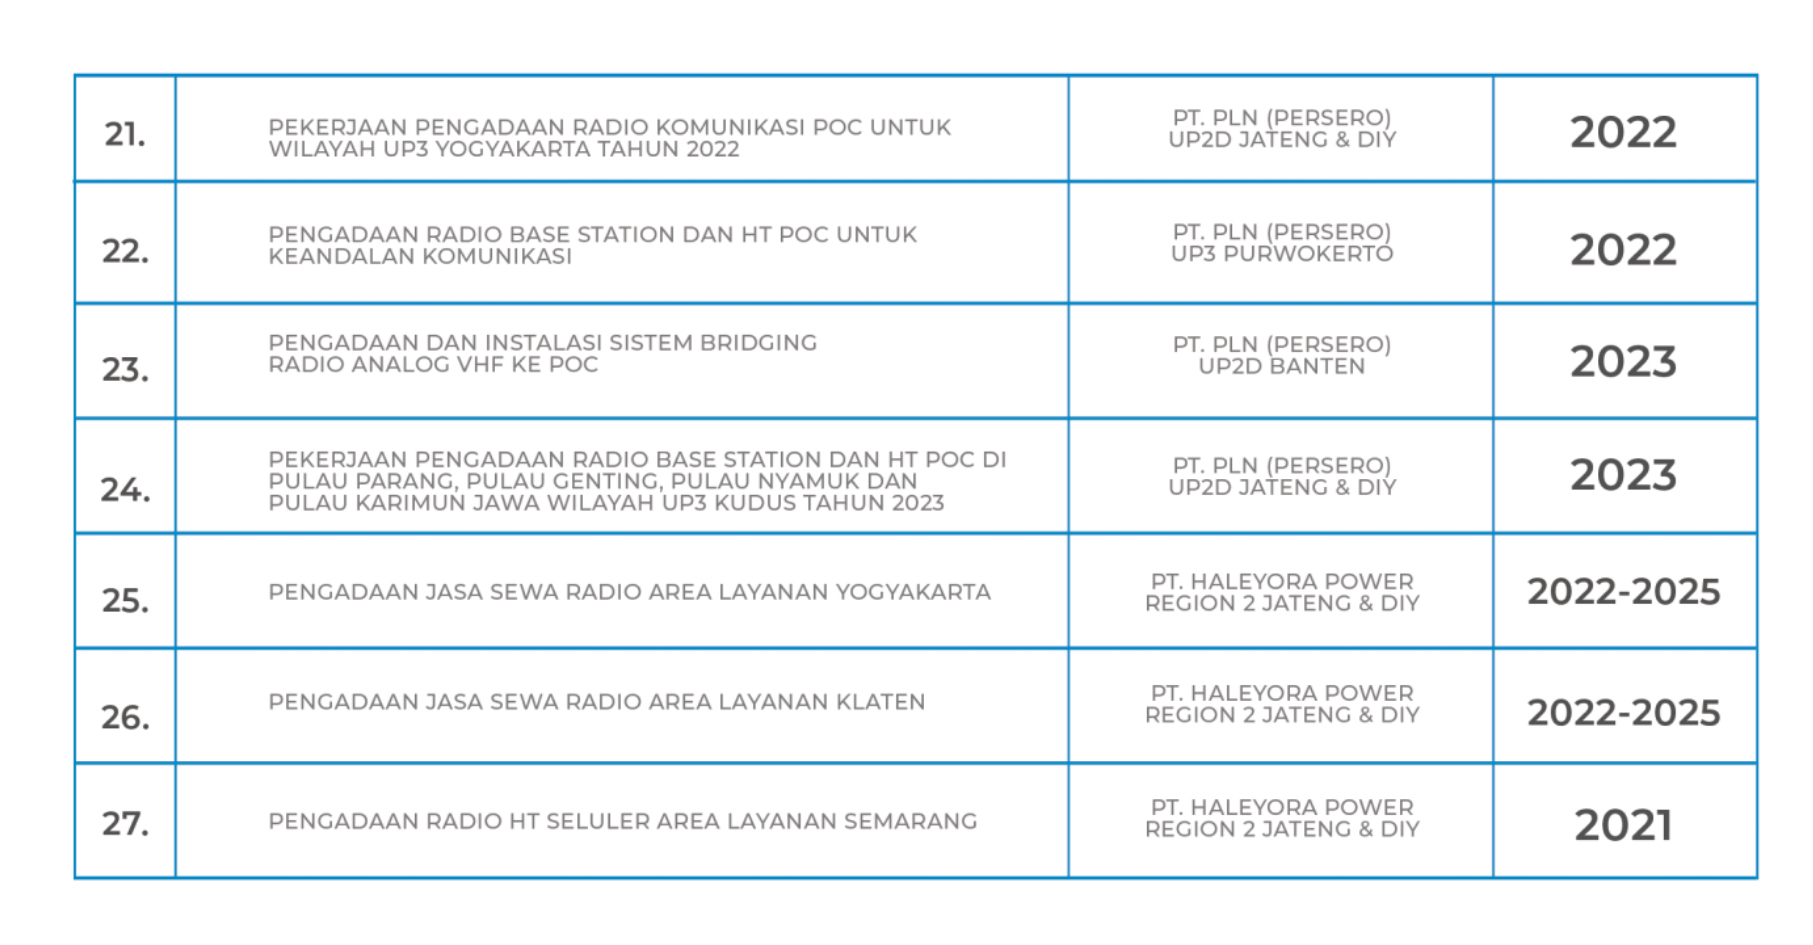 21.
PEKERJAAN PENGADAAN RADIO KOMUNIKASI POC UNTUK
WILAYAH UP3 YOGYAKARTA TAHUN 2022
PT. PLN (PERSERO)
UP2D JATENG & DIY
2022
22.
PENGADAAN RADIO BASE STATION DAN HT POC UNTUK
KEANDALAN KOMUNIKASI
PT. PLN (PERSERO)
UP3 PURWOKERTO
2022
23.
PENGADAAN DAN INSTALASI SISTEM BRIDGING
RADIO ANALOG VHF KE POC
PT. PLN (PERSERO)
UP2D BANTEN
2023
24.
PEKERJAAN PENGADAAN RADIO BASE STATION DAN HT POC DI
PULAU PARANG, PULAU GENTING, PULAU NYAMUK DAN
PULAU KARIMUN JAWA WILAYAH UP3 KUDUS TAHUN 2023
PT. PLN (PERSERO)
UP2D JATENG & DIY
2023
25.
PENGADAAN JASA SEWA RADIO AREA LAYANAN YOGYAKARTA
PT. HALEYORA POWER
REGION 2 JATENG & DIY
2022-2025
26.
PENGADAAN JASA SEWA RADIO AREA LAYANAN KLATEN
PT. HALEYORA POWER
REGION 2 JATENG & DIY
2022-2025
27.
PENGADAAN RADIO HT SELULER AREA LAYANAN SEMARANG
PT. HALEYORA POWER
REGION 2 JATENG & DIY
2021